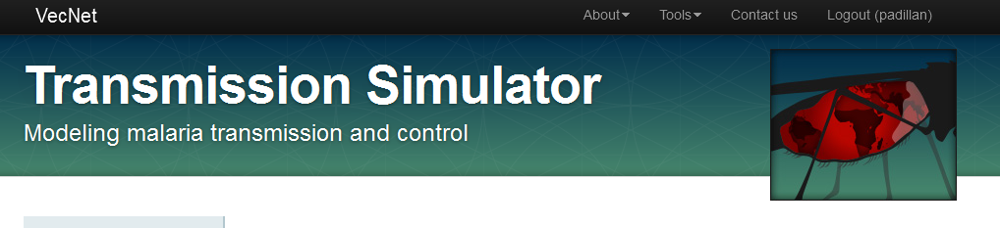 VecNet About Tools Contact us Logout (padillan)
Transmission Simulator
Modeling malaria transmission and control